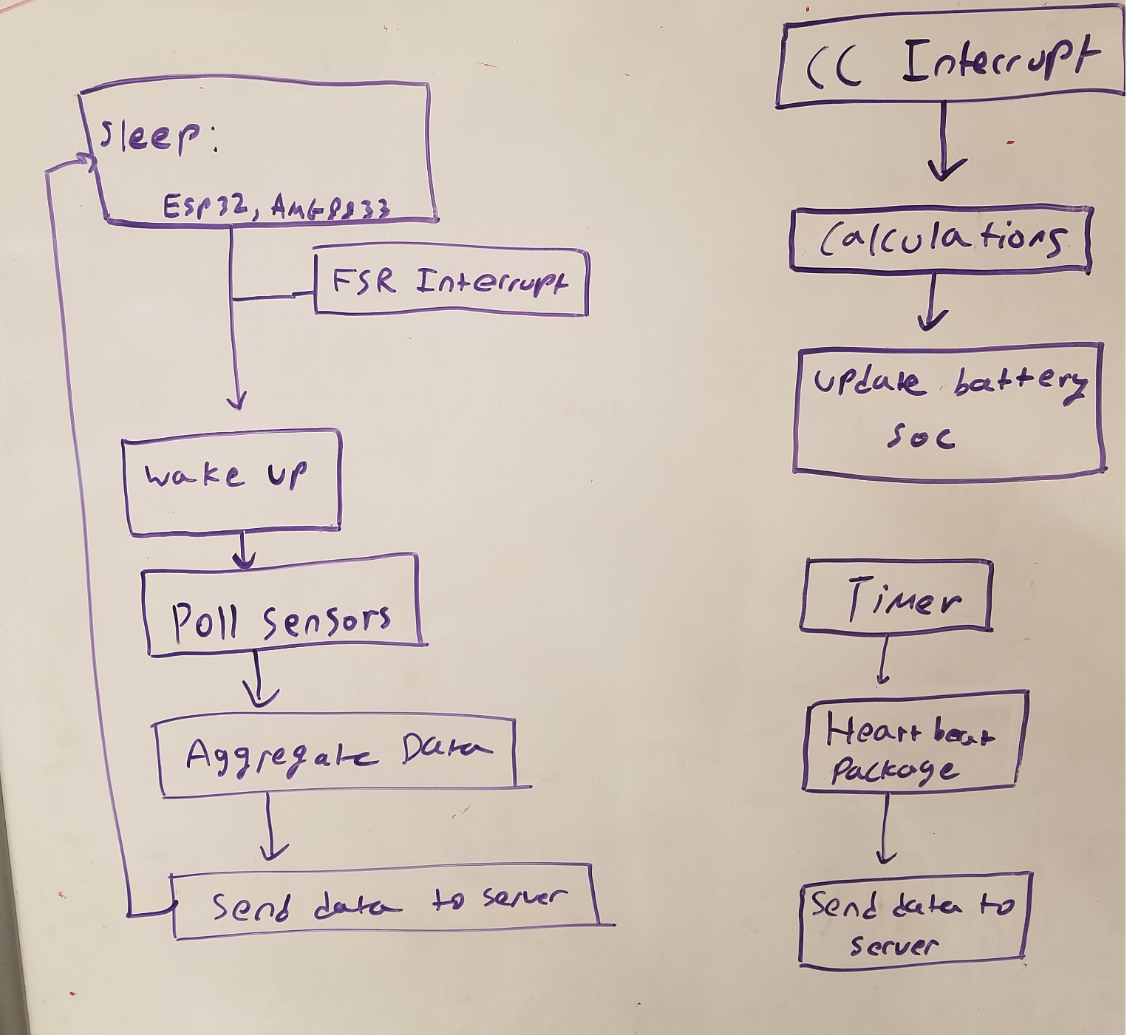 Sleep:
Esp32, AMG8833
FSR Interrupt
Wake up
Poll Sensors
Aggregate Data
Send data to server
CC Interrupt
Calculations
update battery
soc
Timer
Heart beat
Package
Send data to
server